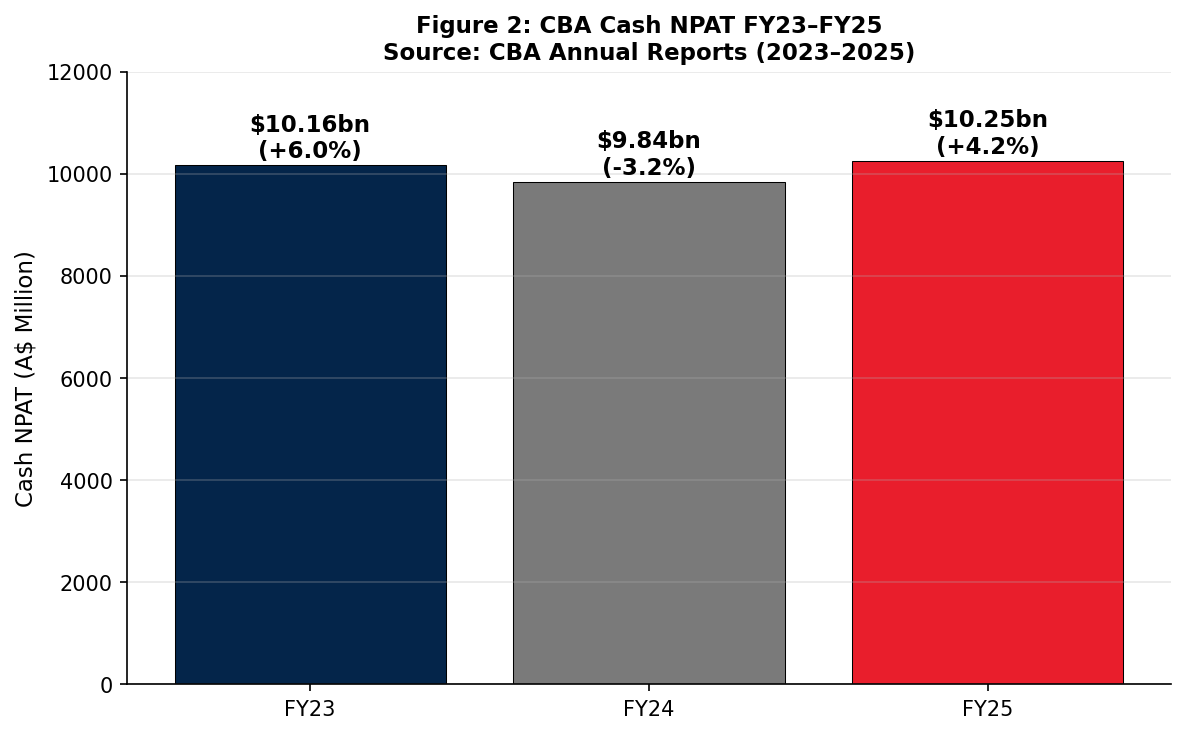 Figure 2: CBA Cash NPAT FY23–FY25
Source: CBA Annual Reports (2023–2025)
12000
10000
8000
6000
4000
2000
0
Cash NPAT (A$ Million)
$10.16bn
(+6.0%)
$9.84bn
(-3.2%)
$10.25bn
(+4.2%)
FY23
FY24
FY25